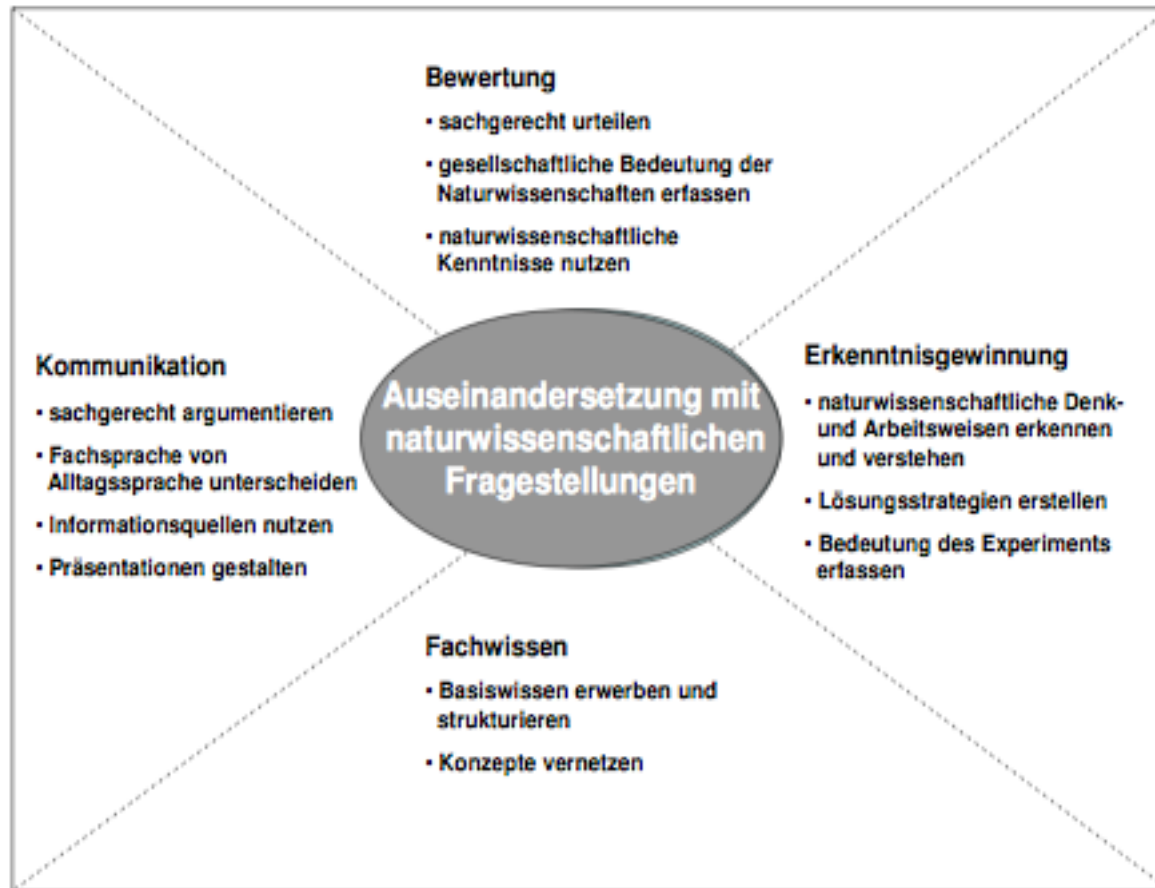 Bewertung
• sachgerecht urteilen
• gesellschaftliche Bedeutung der
Naturwissenschaften erfassen
• naturwissenschaftliche
Kenntnisse nutzen
Kommunikation
• sachgerecht argumentieren
• Fachsprache von
Alltagssprache unterscheiden
• Informationsquellen nutzen
• Präsentationen gestalten
Auseinandersetzung mit
naturwissenschaftlichen
Fragestellungen
Erkenntnisgewinnung
• naturwissenschaftliche Denk-
und Arbeitsweisen erkennen
und verstehen
• Lösungsstrategien erstellen
• Bedeutung des Experiments
erfassen
Fachwissen
• Basiswissen erwerben und
strukturieren
• Konzepte vernetzen